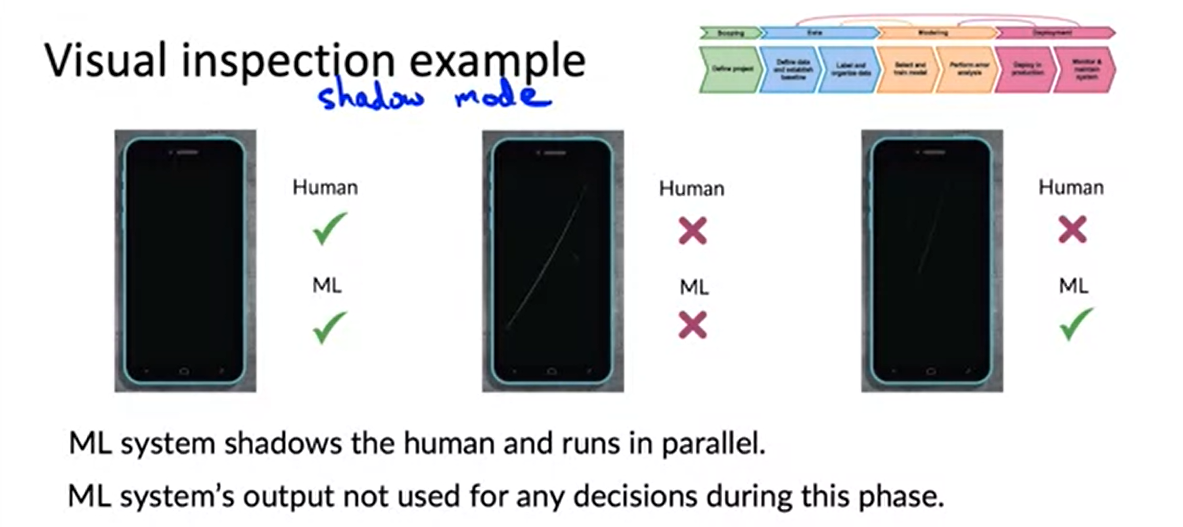 Visual inspection example
shadow mode
Scoping
Data
Modeling
Deployment
Define project
Define data
and establish
baseline
Label and
organize data
Select and
train model
Perform error
analysis
Deploy in
production
Monitor &
maintain
system
Human
ML
Human
ML
Human
ML
ML system shadows the human and runs in parallel.
ML system’s output not used for any decisions during this phase.